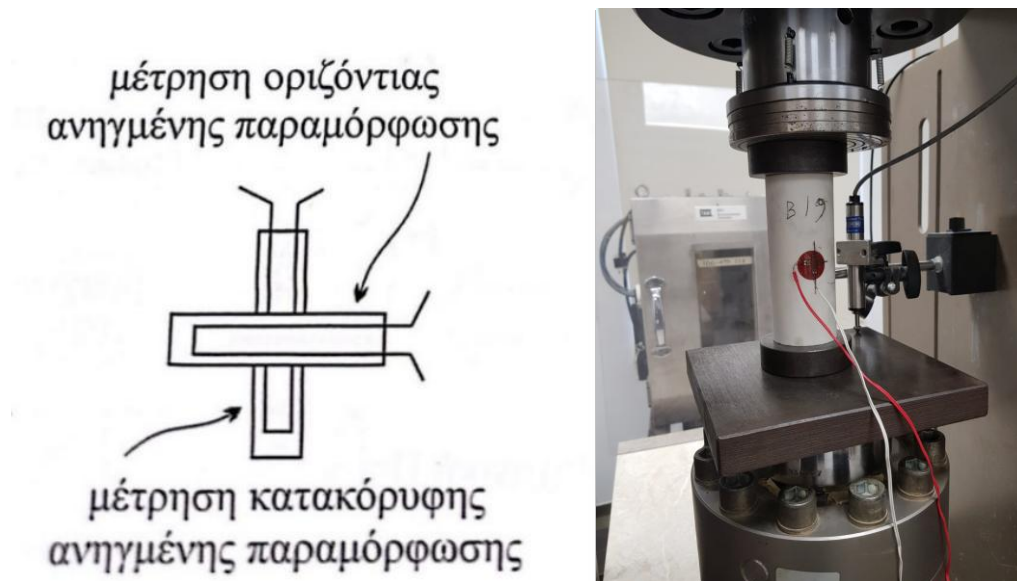 μέτρηση οριζόντιας
ανηγμένης παραμόρφωσης
μέτρηση κατακόρυφης
ανηγμένης παραμόρφωσης
B19